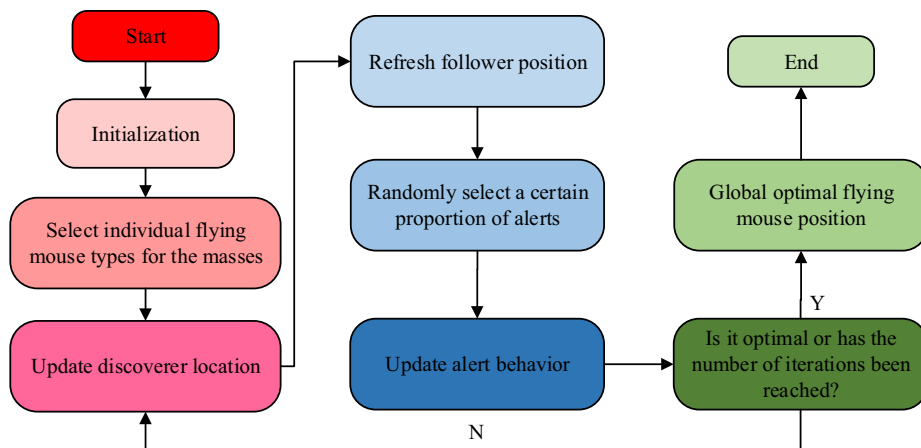 Start
Initialization
Select individual flying
mouse types for the masses
Update discoverer location
Refresh follower position
Randomly select a certain
proportion of alerts
Update alert behavior
N
End
Global optimal flying
mouse position
Y
Is it optimal or has the
number of iterations been
reached?